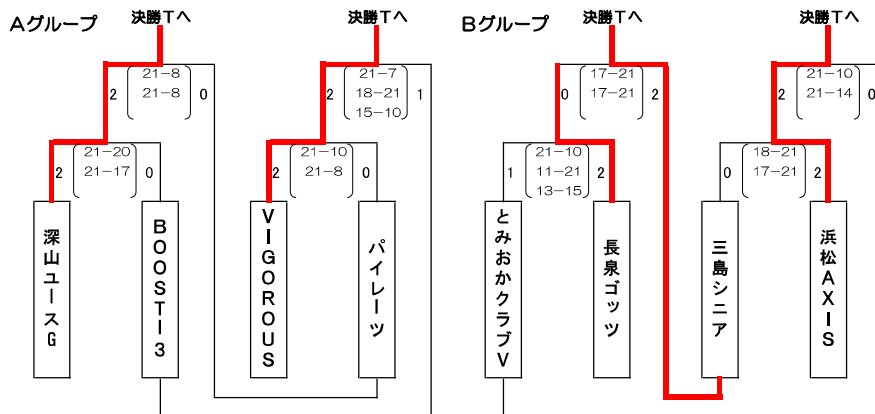 Aグループ
決勝Tへ
決勝Tへ
Bグループ
決勝Tへ
決勝Tへ
2
21-8
21-8
0
2
21-7
18-21
15-10
1
0
17-21
17-21
2
2
21-10
21-14
0
2
21-20
21-17
0
2
21-10
21-8
0
1
21-10
11-21
13-15
2
0
18-21
17-21
2
深山ユースG
BOOST13
VIGOROUS
パイレーツ
とみおかクラブV
長泉ゴッツ
三島シニア
浜松AXIS